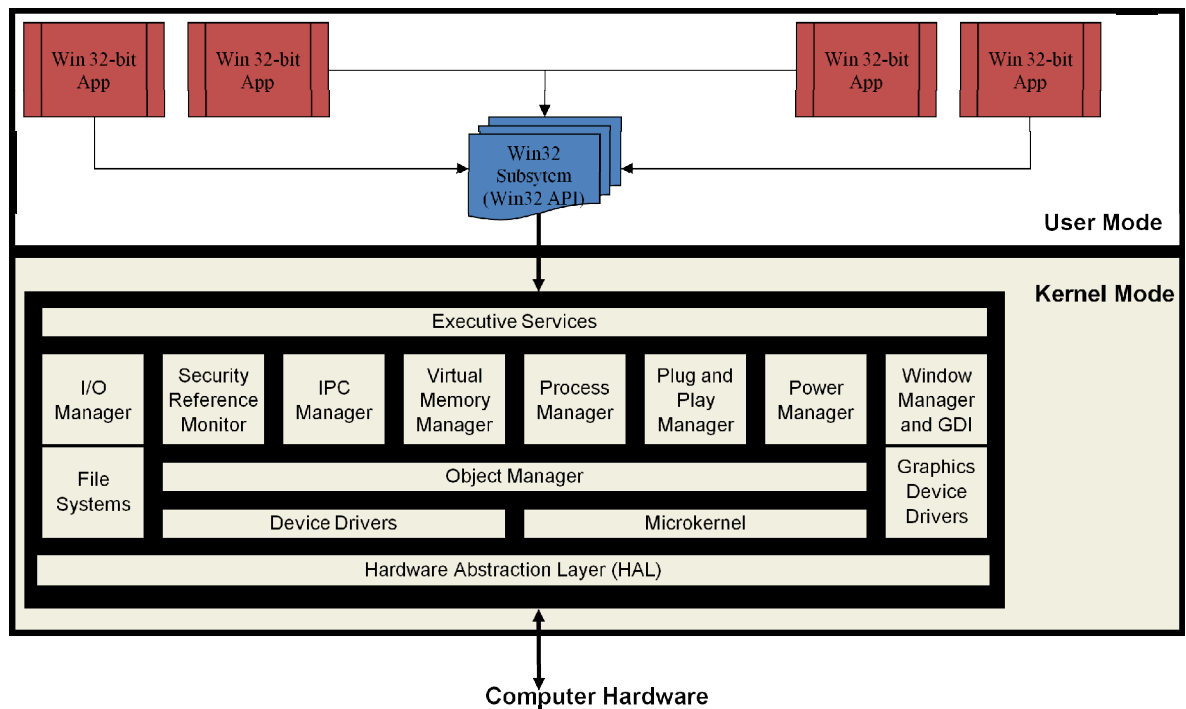 Win 32-bit
App
Win 32-bit
App
Win 32-bit
App
Win 32-bit
App
Win32
Subsytem
(Win32 API)
User Mode
Kernel Mode
Executive Services
I/O
Manager
Security
Reference
Monitor
IPC
Manager
Virtual
Memory
Manager
Process
Manager
Plug and
Play
Manager
Power
Manager
Window
Manager
and GDI
File
Systems
Object Manager
Graphics
Device
Drivers
Device Drivers
Microkernel
Hardware Abstraction Layer (HAL)
Computer Hardware